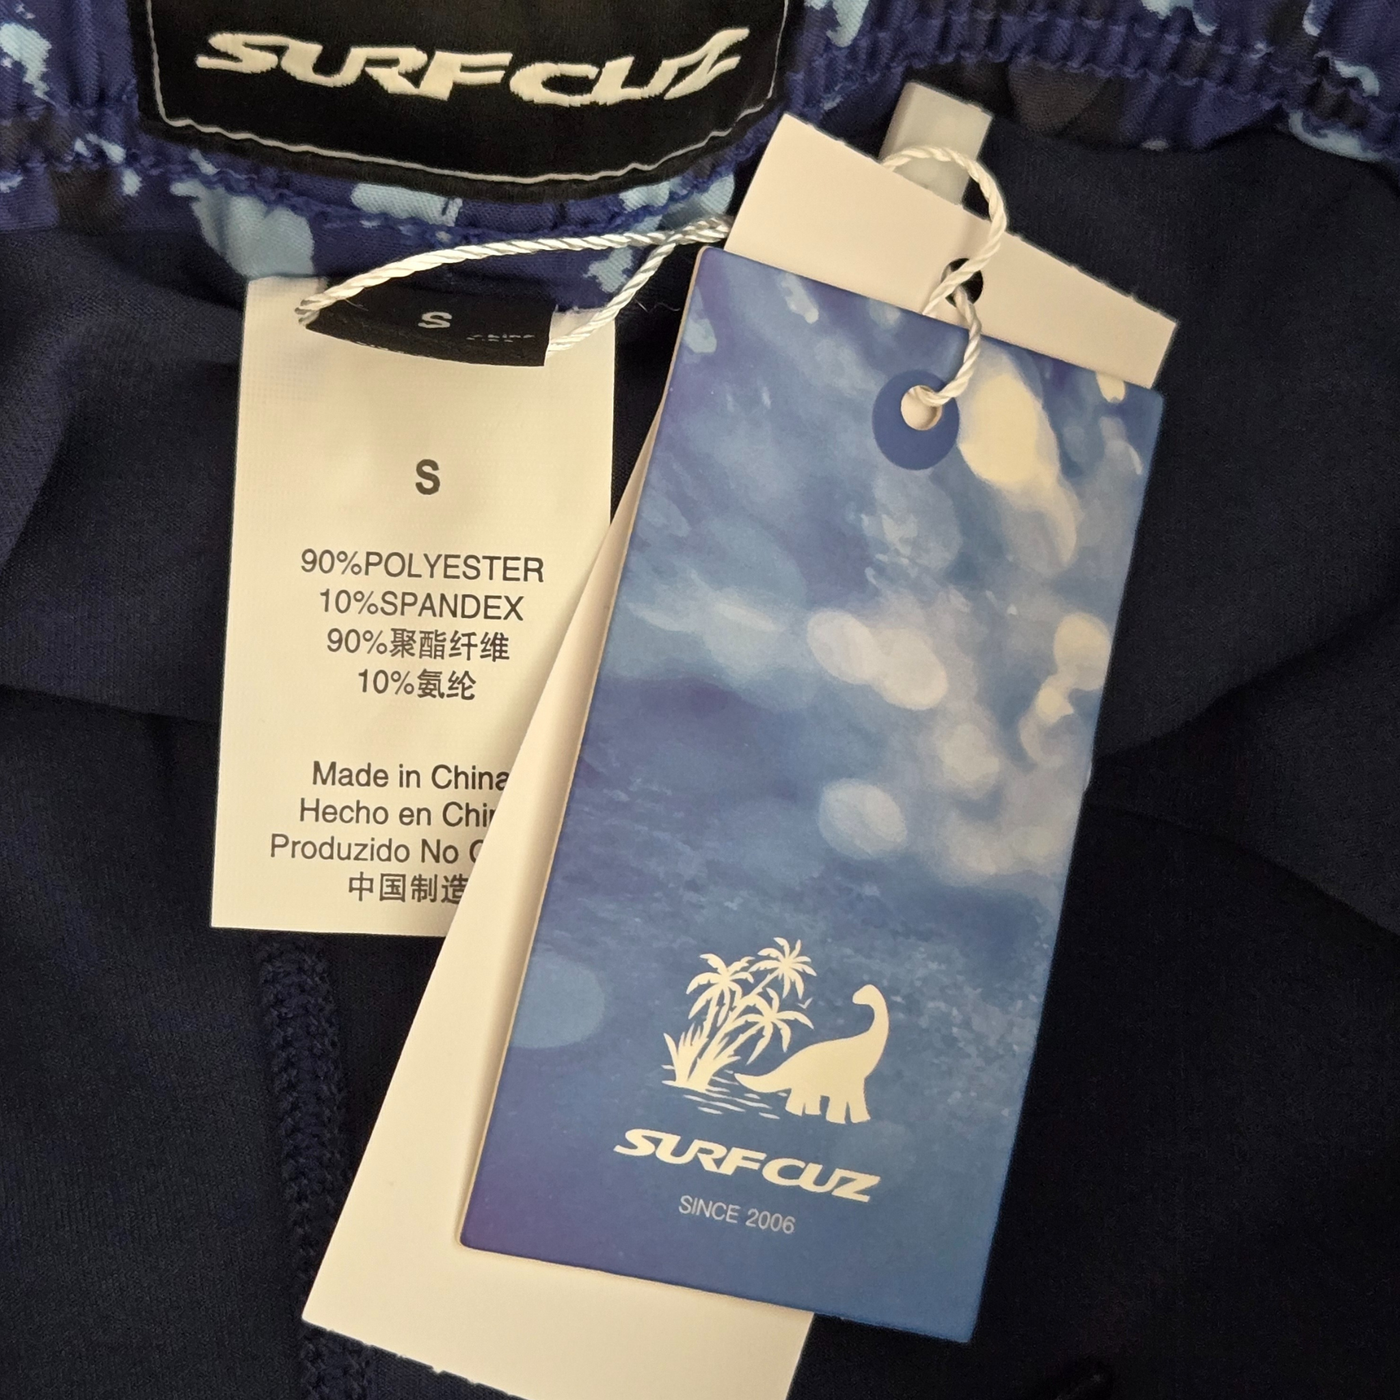 SURFCUZ
S
S
90%POLYESTER
10%SPANDEX
90%聚酯纤维
10%氨纶
Made in China
Hecho en Chi
Produzido No
中国制造
SURFCUZ
SINCE 2006